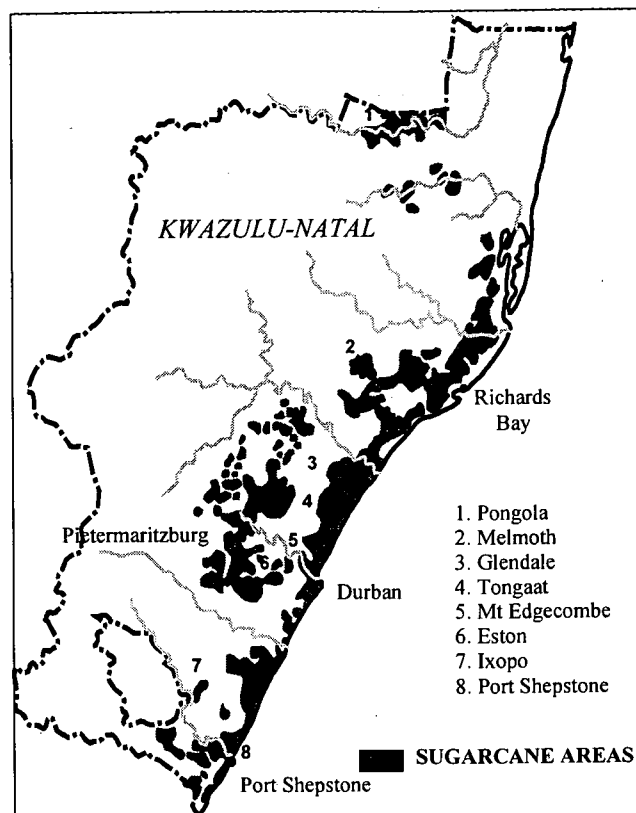 1
KWAZULU-NATAL
2
Richards
Bay
3
4
1. Pongola
2. Melmoth
3. Glendale
4. Tongaat
5. Mt Edgecombe
6. Eston
7. Ixopo
8. Port Shepstone
Pietermaritzburg
5
6
Durban
7
8
SUGARCANE AREAS
Port Shepstone